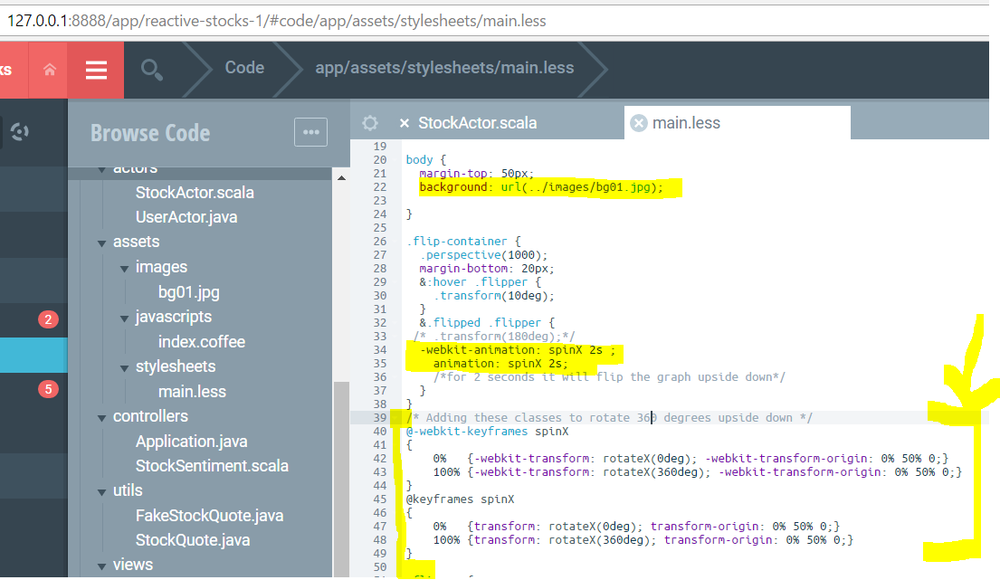 127.0.0.1:8888/app/reactive-stocks-1/#code/app/assets/stylesheets/main.less
ks
Code
app/assets/stylesheets/main.less
Browse Code
StockActor.scala
main.less
actors
StockActor.scala
UserActor.java
assets
images
bg01.jpg
javascripts
index.coffee
stylesheets
main.less
controllers
Application.java
StockSentiment.scala
utils
FakeStockQuote.java
StockQuote.java
views
2
5
19
20 body {
21 margin-top: 50px;
22 background: url(../images/bg01.jpg);
23
24 }
25
26 .flip-container {
27 .perspective(1000);
28 margin-bottom: 20px;
29 &:hover .flipper {
30 .transform(10deg);
31 }
32 &.flipped .flipper {
33 /* .transform(180deg);*/
34 -webkit-animation: spinX 2s ;
35 animation: spinX 2s;
36 /*for 2 seconds it will flip the graph upside down*/
37 }
38 }
39 /* Adding these classes to rotate 360 degrees upside down */
40 @-webkit-keyframes spinX
41 {
42 0% {-webkit-transform: rotateX(0deg); -webkit-transform-origin: 0% 50% 0;}
43 100% {-webkit-transform: rotateX(360deg); -webkit-transform-origin: 0% 50% 0;}
44 }
45 @keyframes spinX
46 {
47 0% {transform: rotateX(0deg); transform-origin: 0% 50% 0;}
48 100% {transform: rotateX(360deg); transform-origin: 0% 50% 0;}
49 }
50